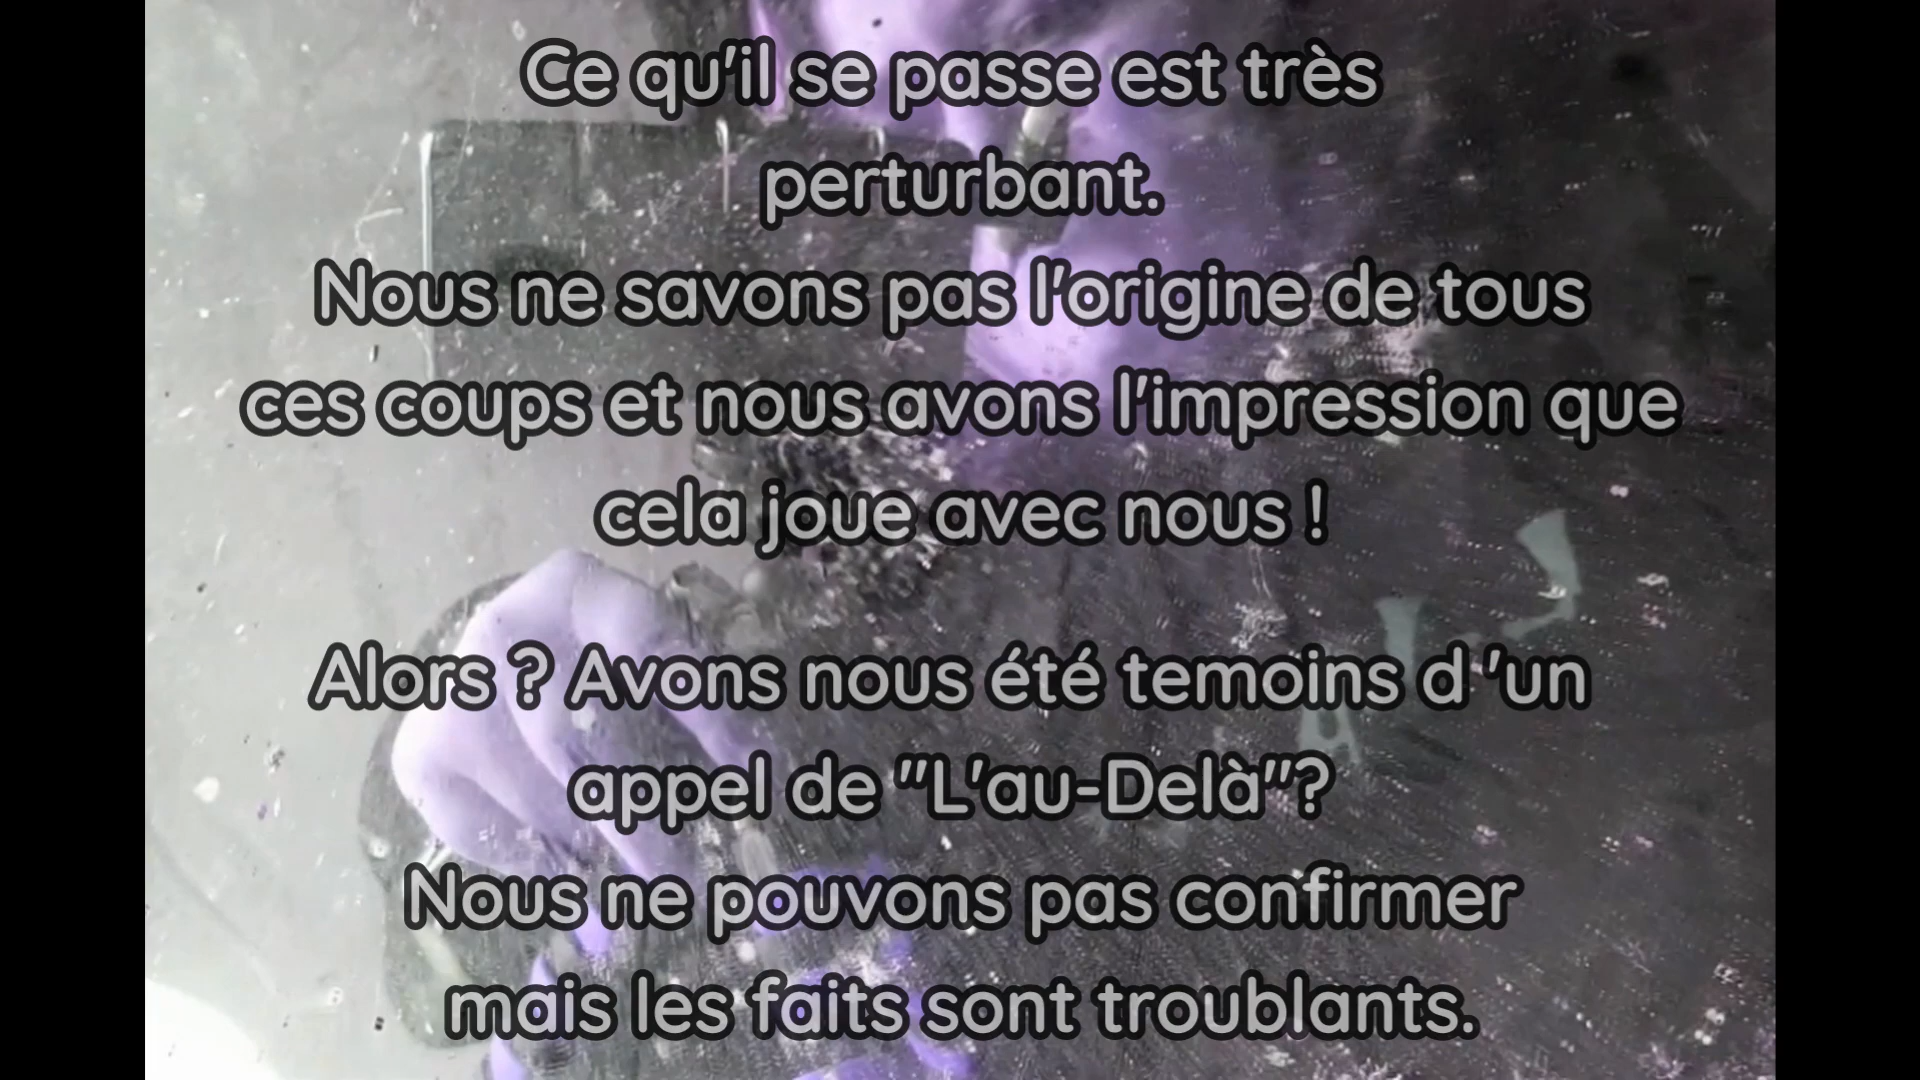 Ce qu'il se passe est très
perturbant.
Nous ne savons pas l'origine de tous
ces coups et nous avons l'impression que
cela joue avec nous !
Alors ? Avons nous été temoins d 'un
appel de "L'au-Delà"?
Nous ne pouvons pas confirmer
mais les faits sont troublants.